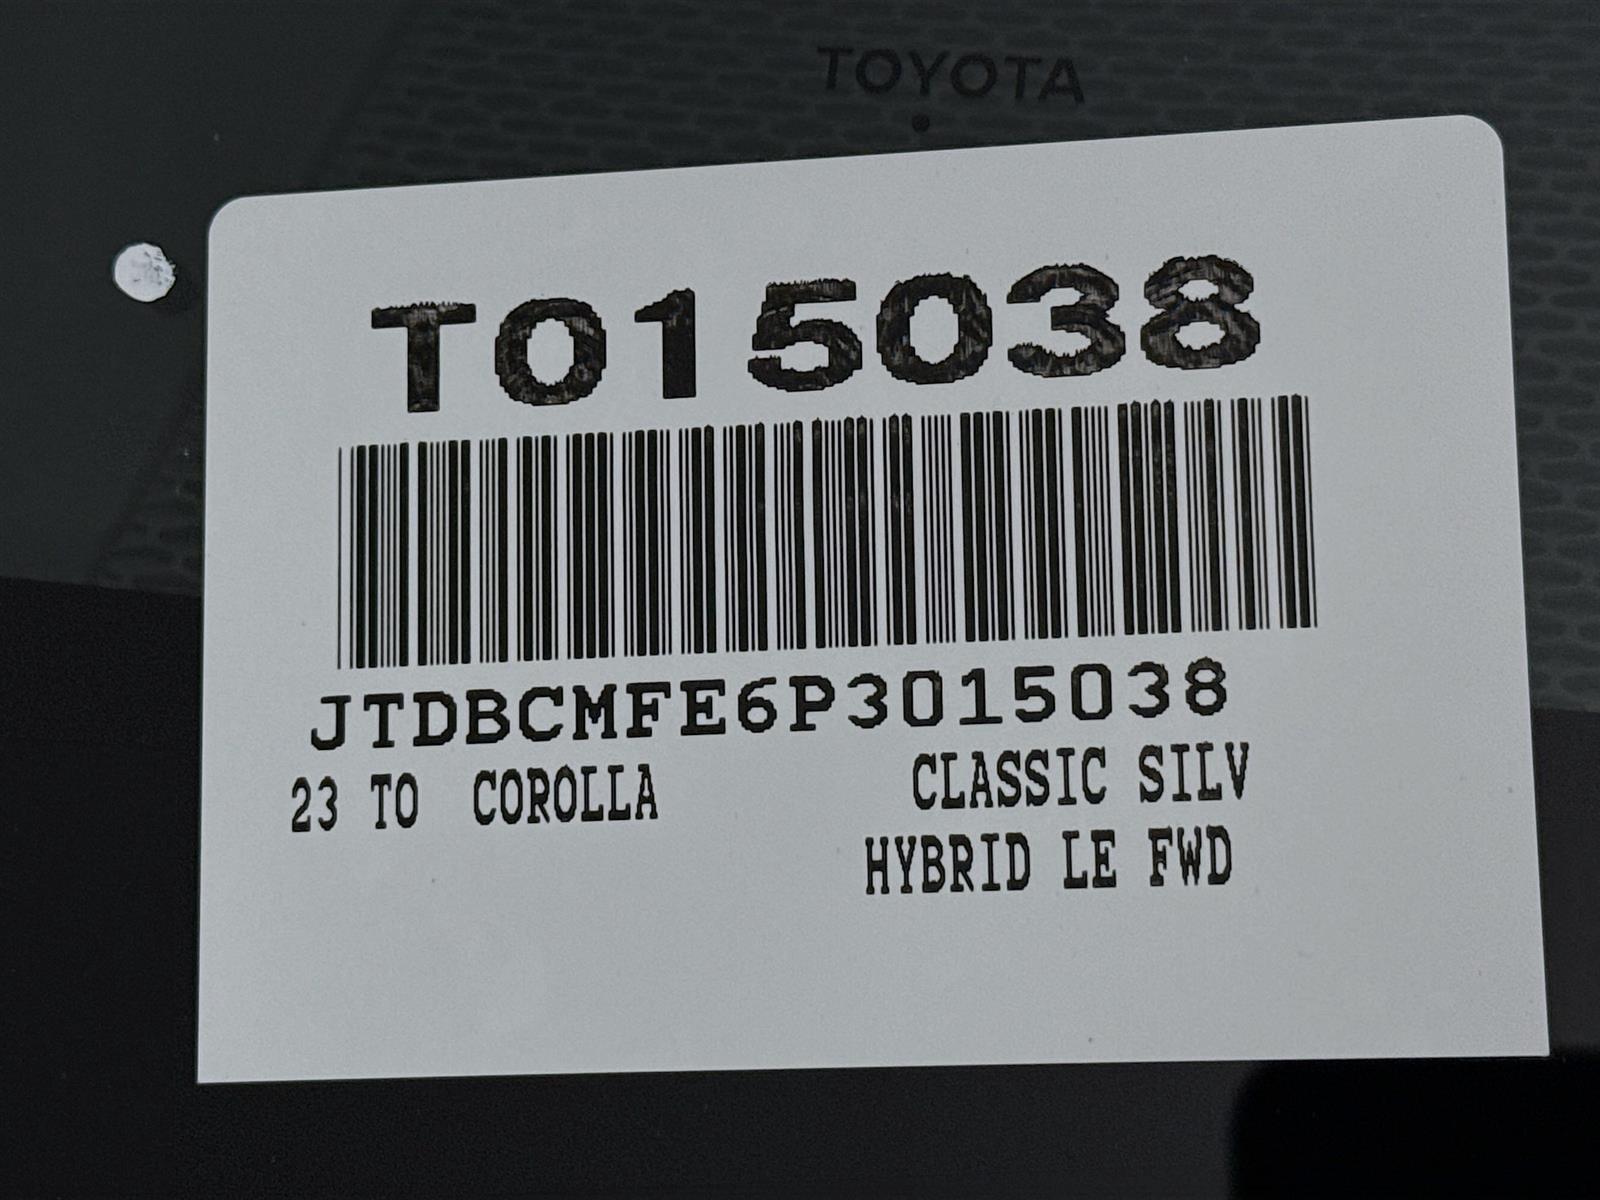 TOYOTA
T015038
JTDBCMFE6P3015038
23 TO COROLLA CLASSIC SILV
HYBRID LE FWD